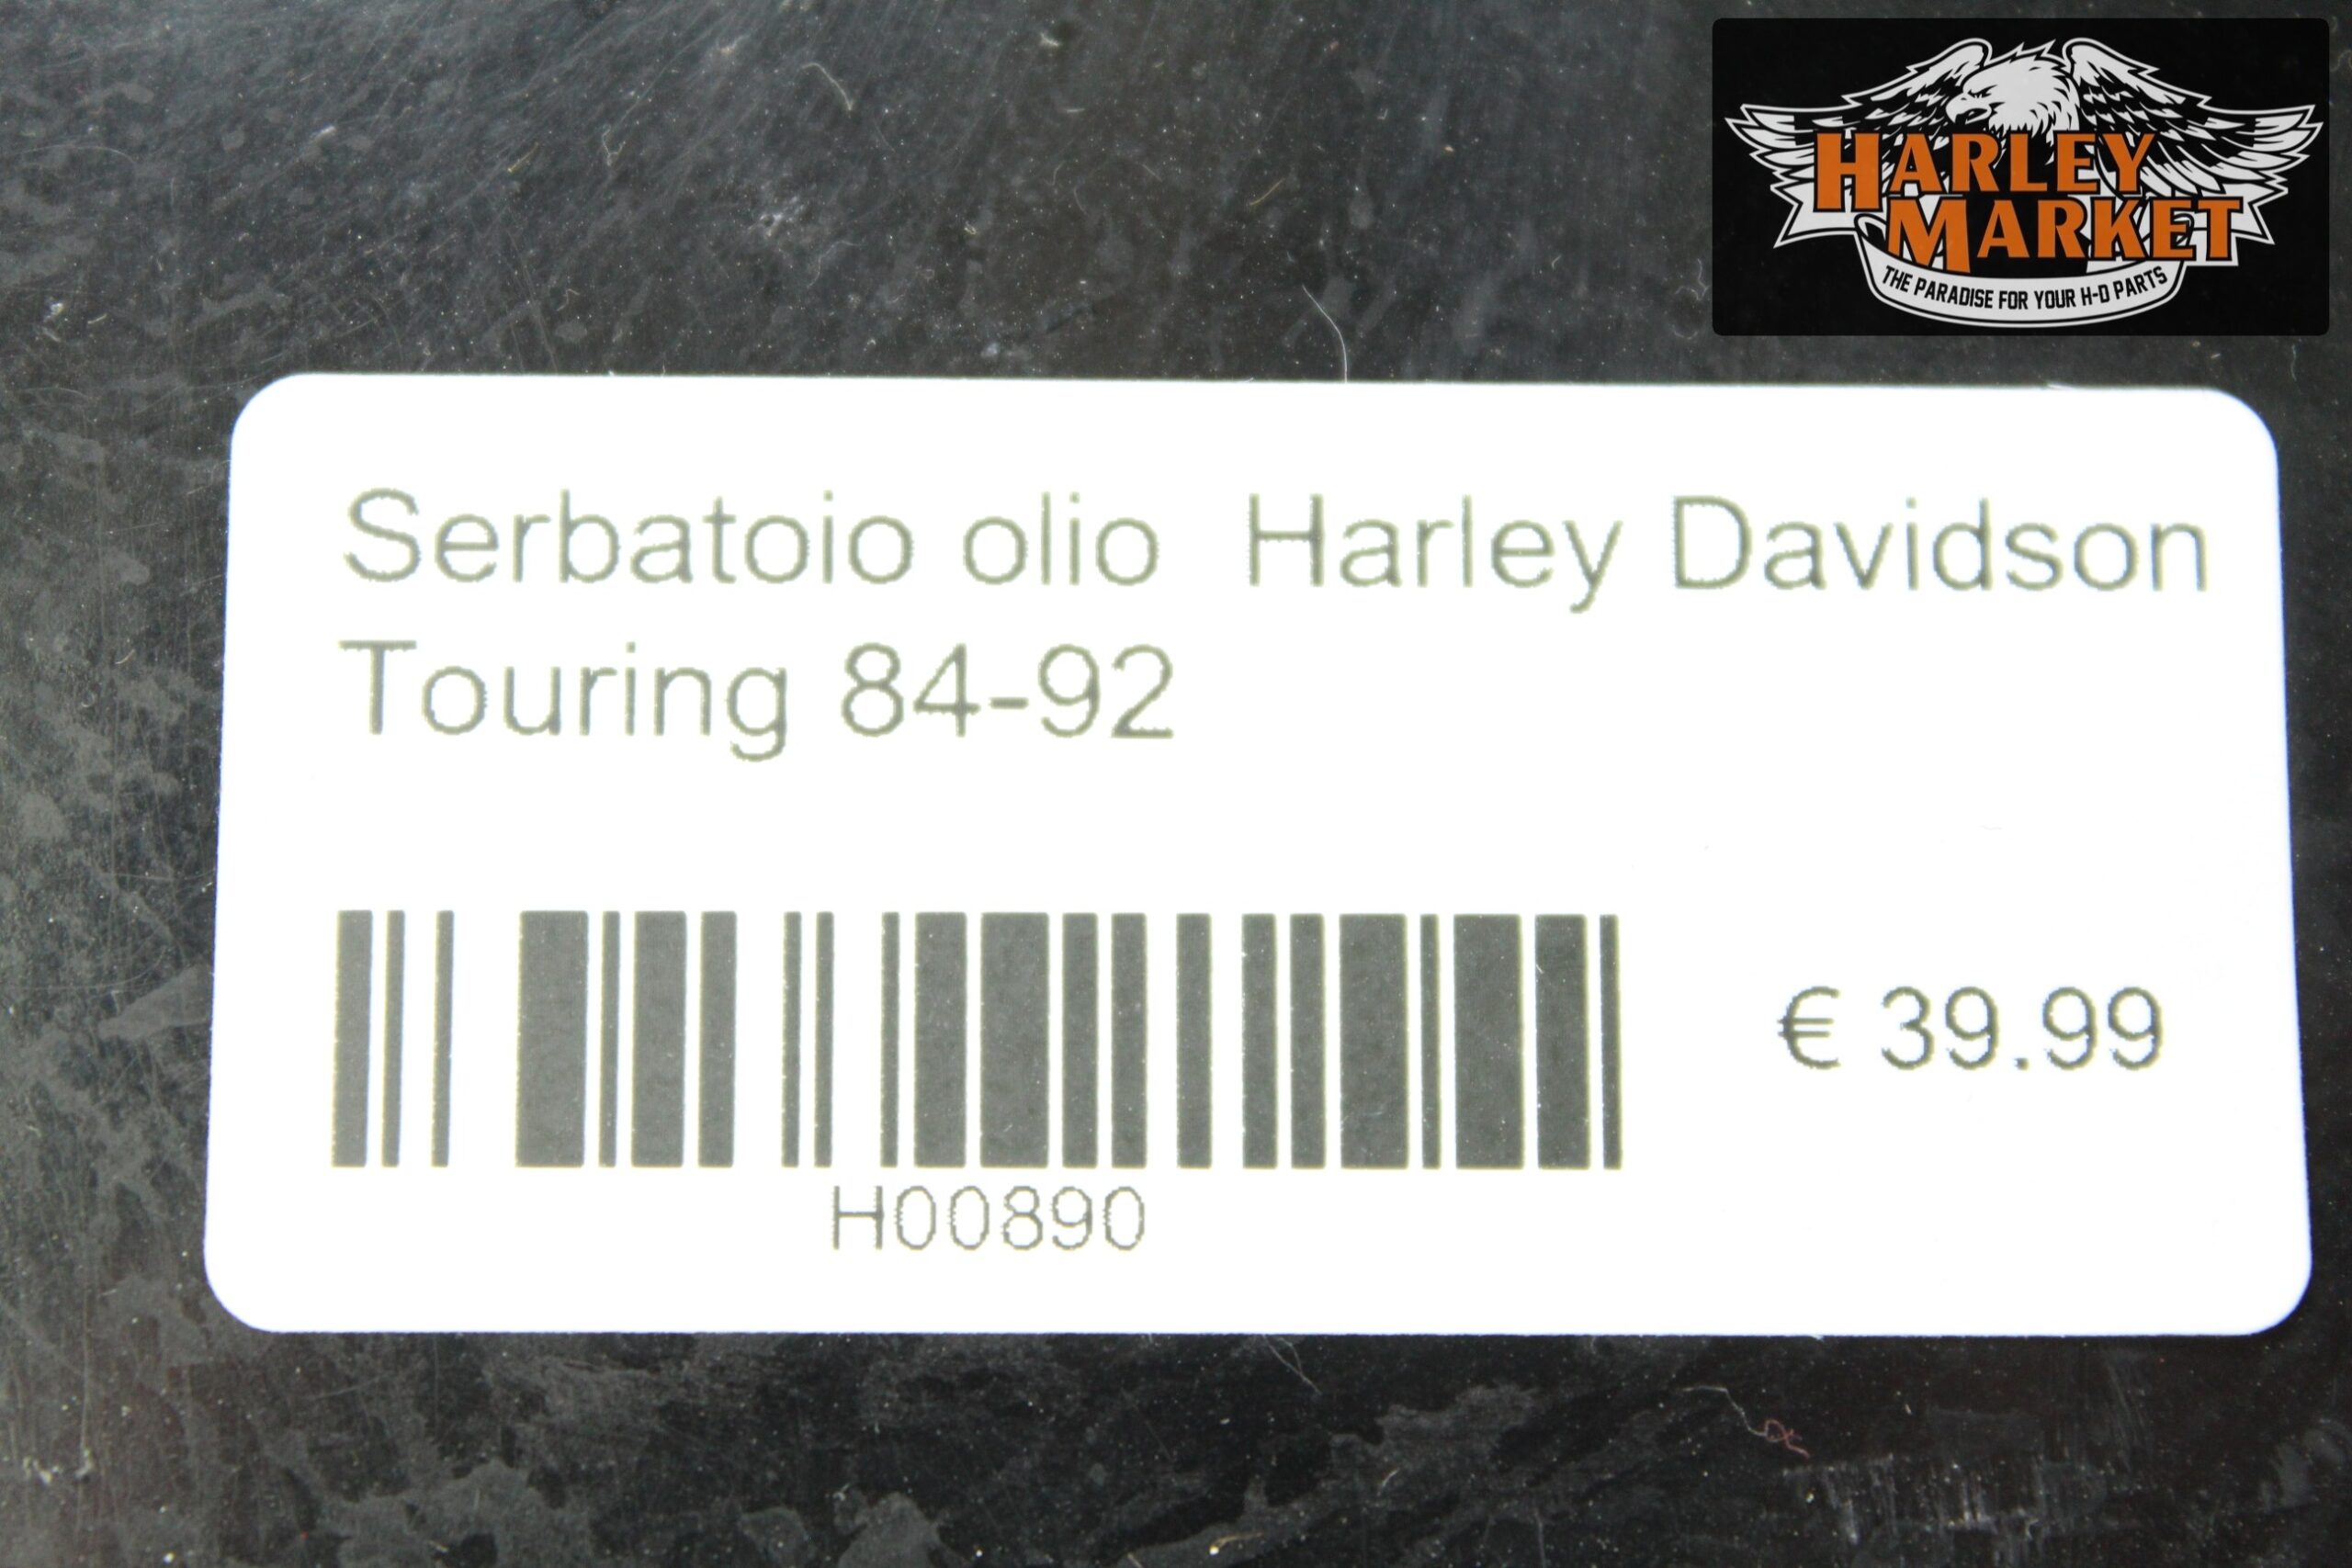 HARLEY
MARKET
THE PARADISE FOR YOUR H-D PARTS
Serbatoio olio  Harley Davidson
Touring 84-92
€ 39.99
H00890